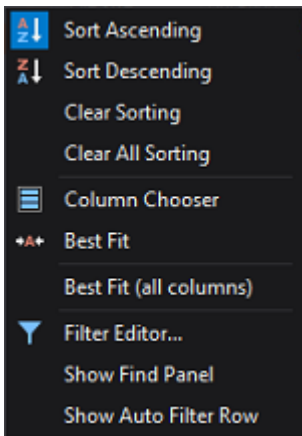 Sort Ascending
Sort Descending
Clear Sorting
Clear All Sorting
Column Chooser
Best Fit
Best Fit (all columns)
Filter Editor...
Show Find Panel
Show Auto Filter Row